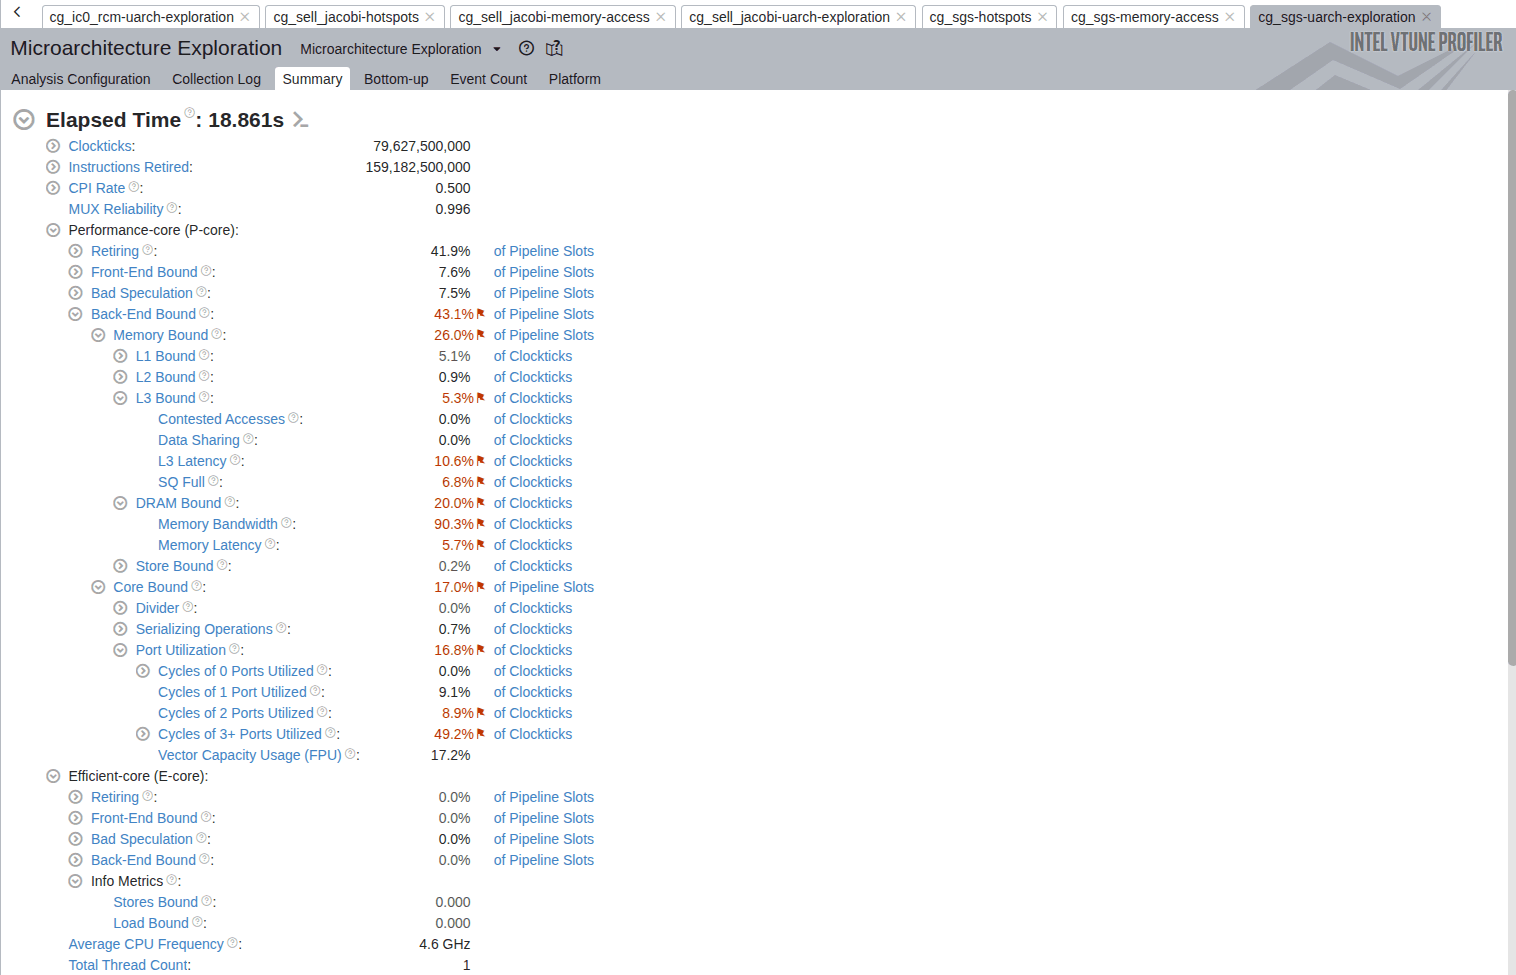 cg_ic0_rcm-uarch-exploration cg_sell_jacobi-hotspots cg_sell_jacobi-memory-access cg_sell_jacobi-uarch-exploration cg_sgs-hotspots cg_sgs-memory-access cg_sgs-uarch-exploration
Microarchitecture Exploration Microarchitecture Exploration INTEL VTUNE PROFILER
Analysis Configuration Collection Log Summary Bottom-up Event Count Platform
Elapsed Time: 18.861s
Clockticks: 79,627,500,000
Instructions Retired: 159,182,500,000
CPI Rate: 0.500
MUX Reliability: 0.996
Performance-core (P-core):
Retiring: 41.9% of Pipeline Slots
Front-End Bound: 7.6% of Pipeline Slots
Bad Speculation: 7.5% of Pipeline Slots
Back-End Bound: 43.1% of Pipeline Slots
Memory Bound: 26.0% of Pipeline Slots
L1 Bound: 5.1% of Clockticks
L2 Bound: 0.9% of Clockticks
L3 Bound: 5.3% of Clockticks
Contested Accesses: 0.0% of Clockticks
Data Sharing: 0.0% of Clockticks
L3 Latency: 10.6% of Clockticks
SQ Full: 6.8% of Clockticks
DRAM Bound: 20.0% of Clockticks
Memory Bandwidth: 90.3% of Clockticks
Memory Latency: 5.7% of Clockticks
Store Bound: 0.2% of Clockticks
Core Bound: 17.0% of Pipeline Slots
Divider: 0.0% of Clockticks
Serializing Operations: 0.7% of Clockticks
Port Utilization: 16.8% of Clockticks
Cycles of 0 Ports Utilized: 0.0% of Clockticks
Cycles of 1 Port Utilized: 9.1% of Clockticks
Cycles of 2 Ports Utilized: 8.9% of Clockticks
Cycles of 3+ Ports Utilized: 49.2% of Clockticks
Vector Capacity Usage (FPU): 17.2%
Efficient-core (E-core):
Retiring: 0.0% of Pipeline Slots
Front-End Bound: 0.0% of Pipeline Slots
Bad Speculation: 0.0% of Pipeline Slots
Back-End Bound: 0.0% of Pipeline Slots
Info Metrics:
Stores Bound: 0.000
Load Bound: 0.000
Average CPU Frequency: 4.6 GHz
Total Thread Count: 1